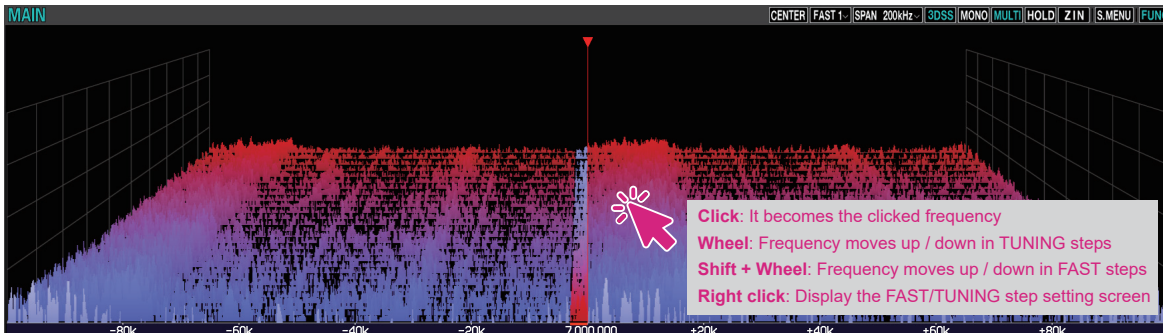 MAIN
CENTER FAST 1 SPAN 200kHz 3DSS MONO MULTI HOLD ZIN S.MENU FUNC
Click: It becomes the clicked frequency
Wheel: Frequency moves up / down in TUNING steps
Shift + Wheel: Frequency moves up / down in FAST steps
Right click: Display the FAST/TUNING step setting screen
-80k -60k -40k -20k 7.000.000 +20k +40k +60k +80k